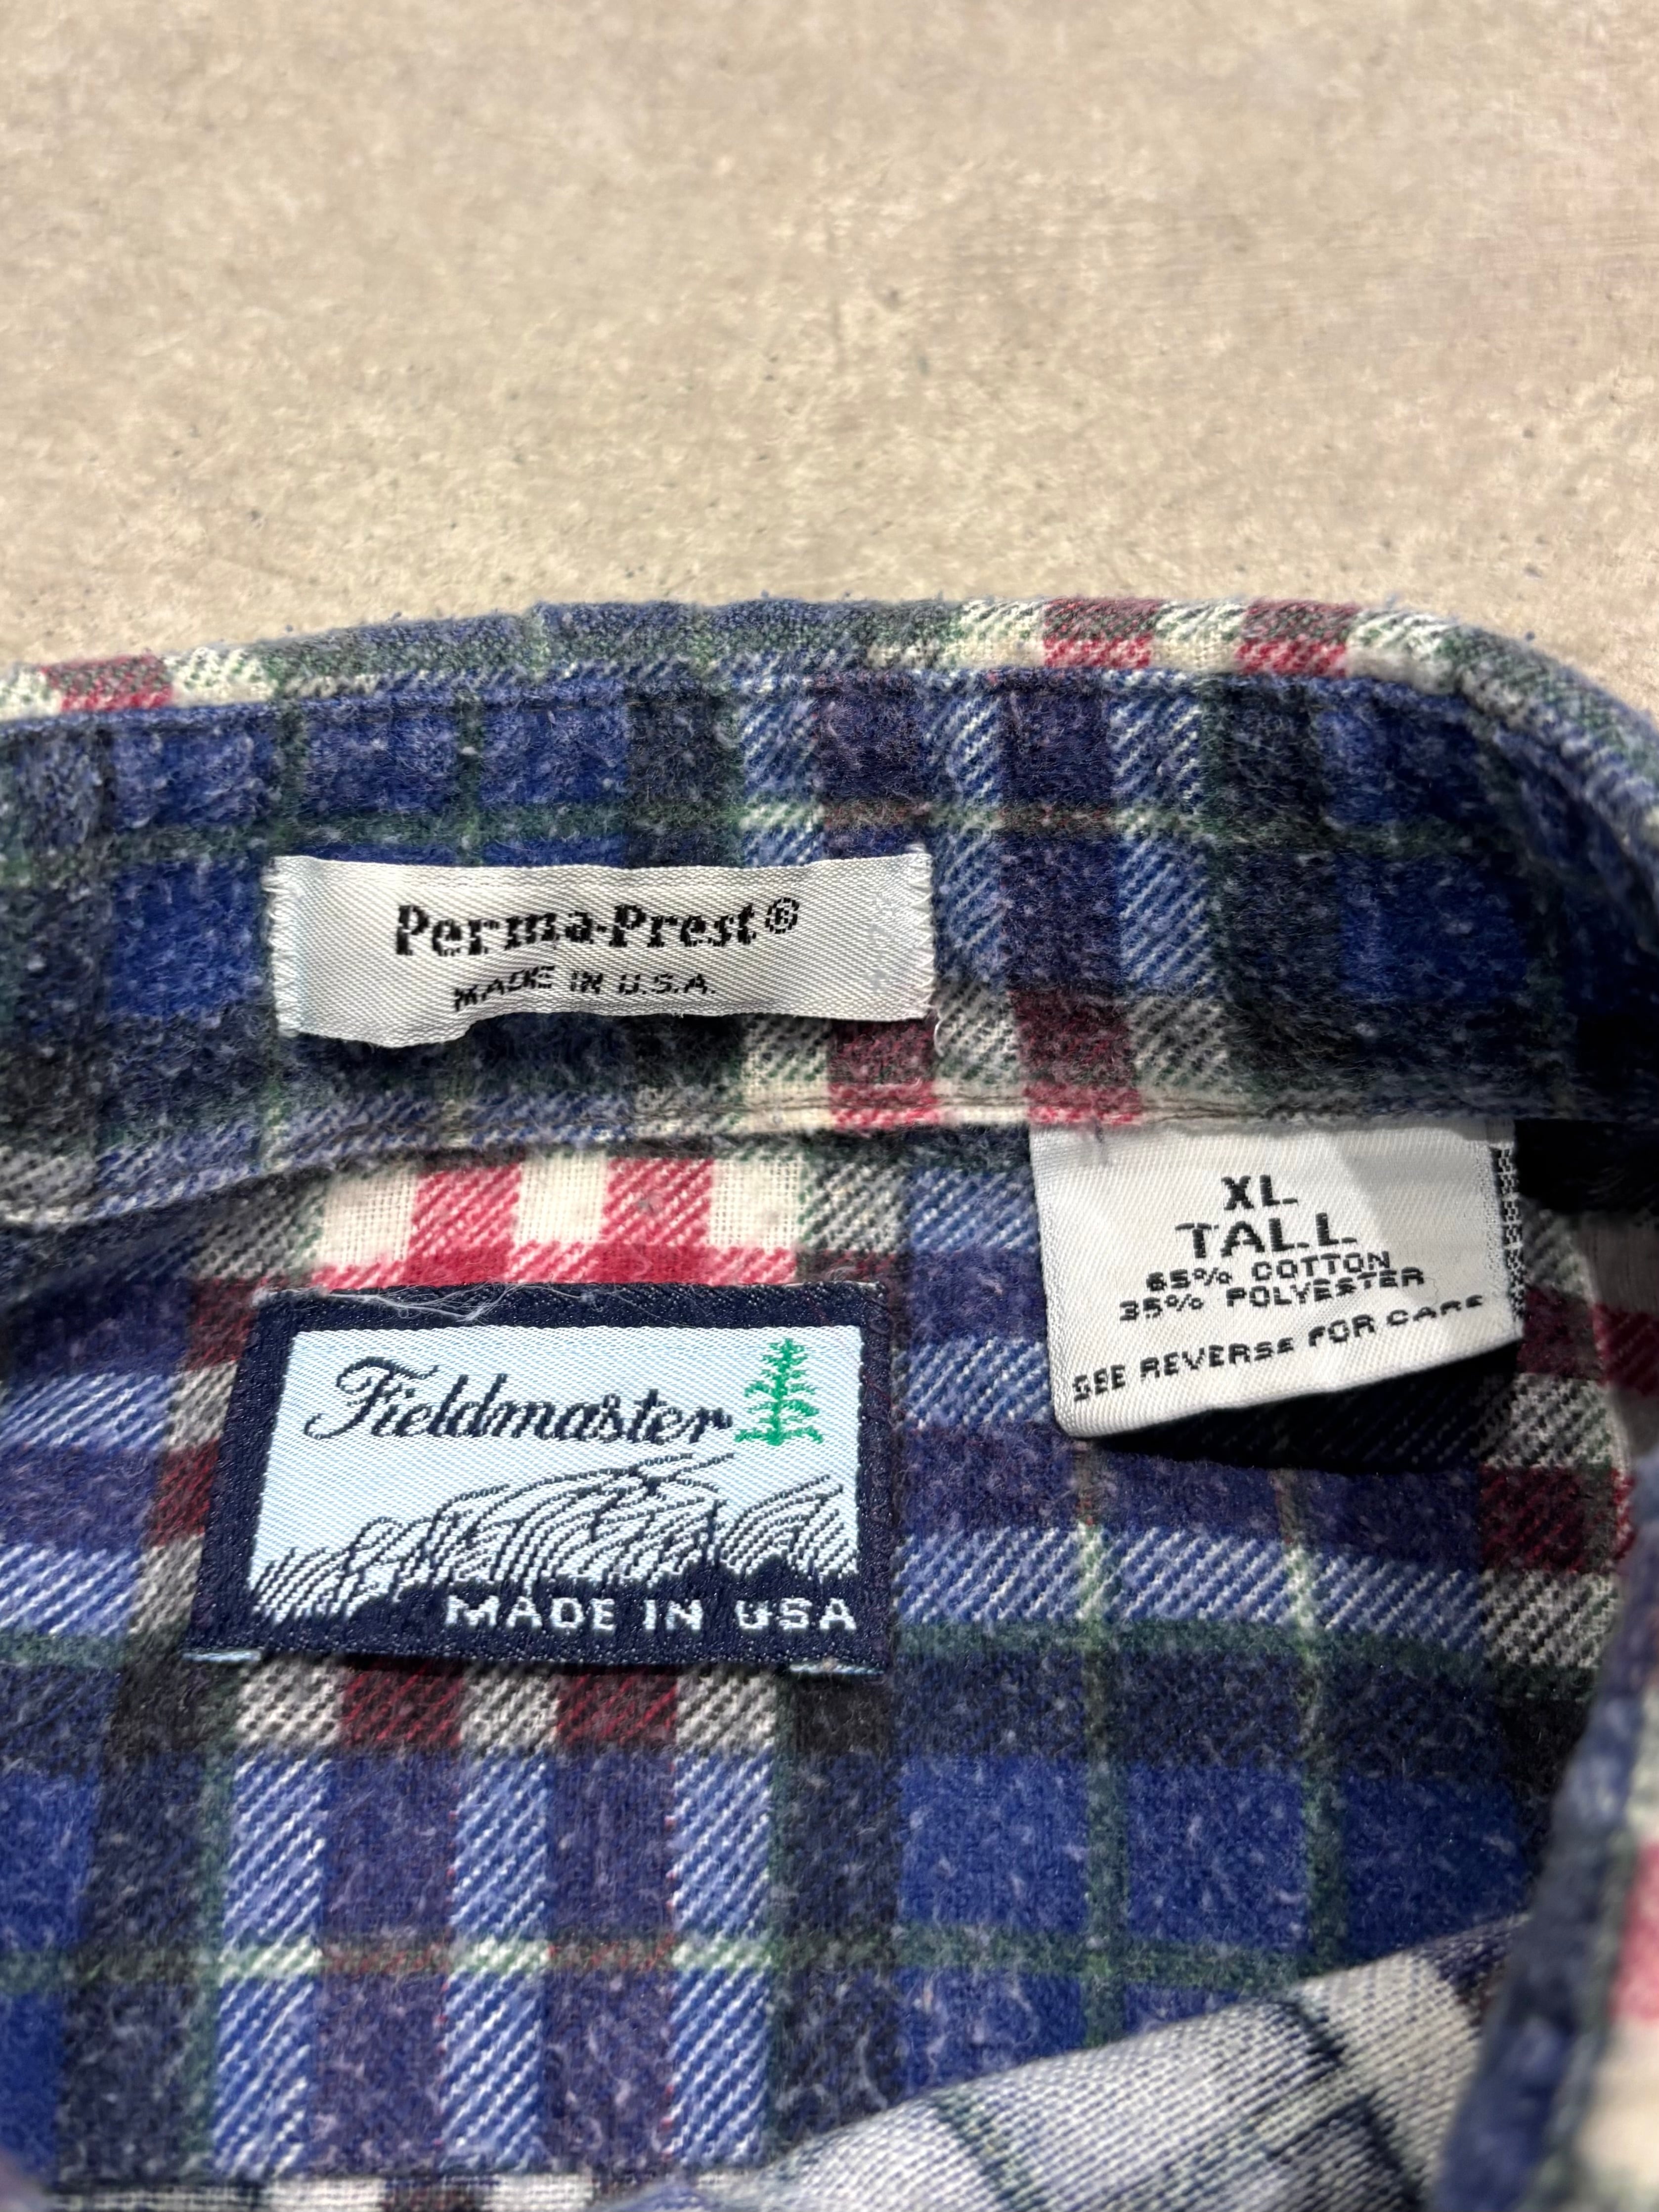 Perma-Prest®
MADE IN U.S.A.
XL
TALL
65% COTTON
35% POLYESTER
SEE REVERSE FOR CARE
Fieldmaster
MADE IN USA